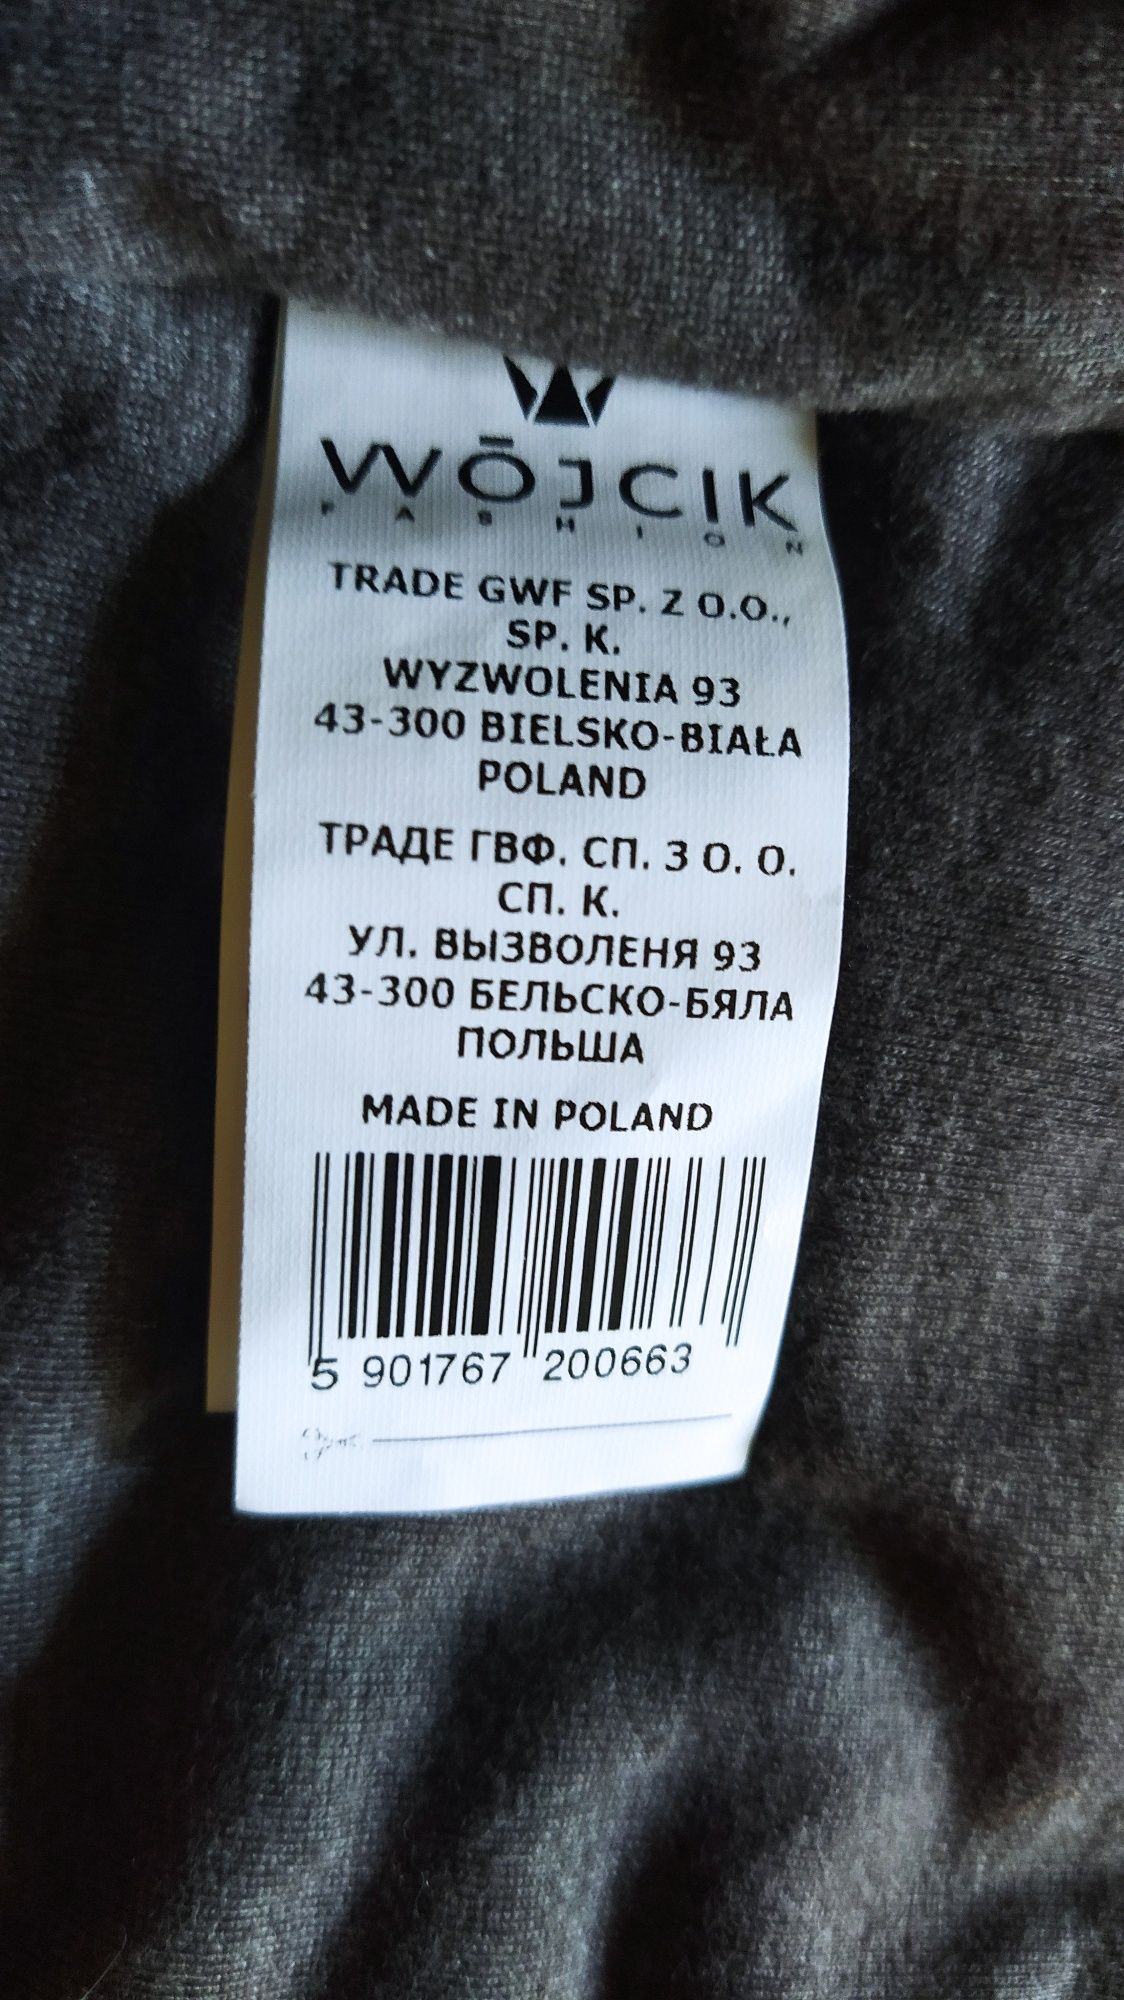 WŌJCIK
FASHION
TRADE GWF SP. Z O.O.,
SP. K.
WYZWOLENIA 93
43-300 BIELSKO-BIAŁA
POLAND
ТРАДЕ ГВФ. СП. З О. О.
СП. К.
УЛ. ВЫЗВОЛЕНЯ 93
43-300 БЕЛЬСКО-БЯЛА
ПОЛЬША
MADE IN POLAND
5 901767 200663